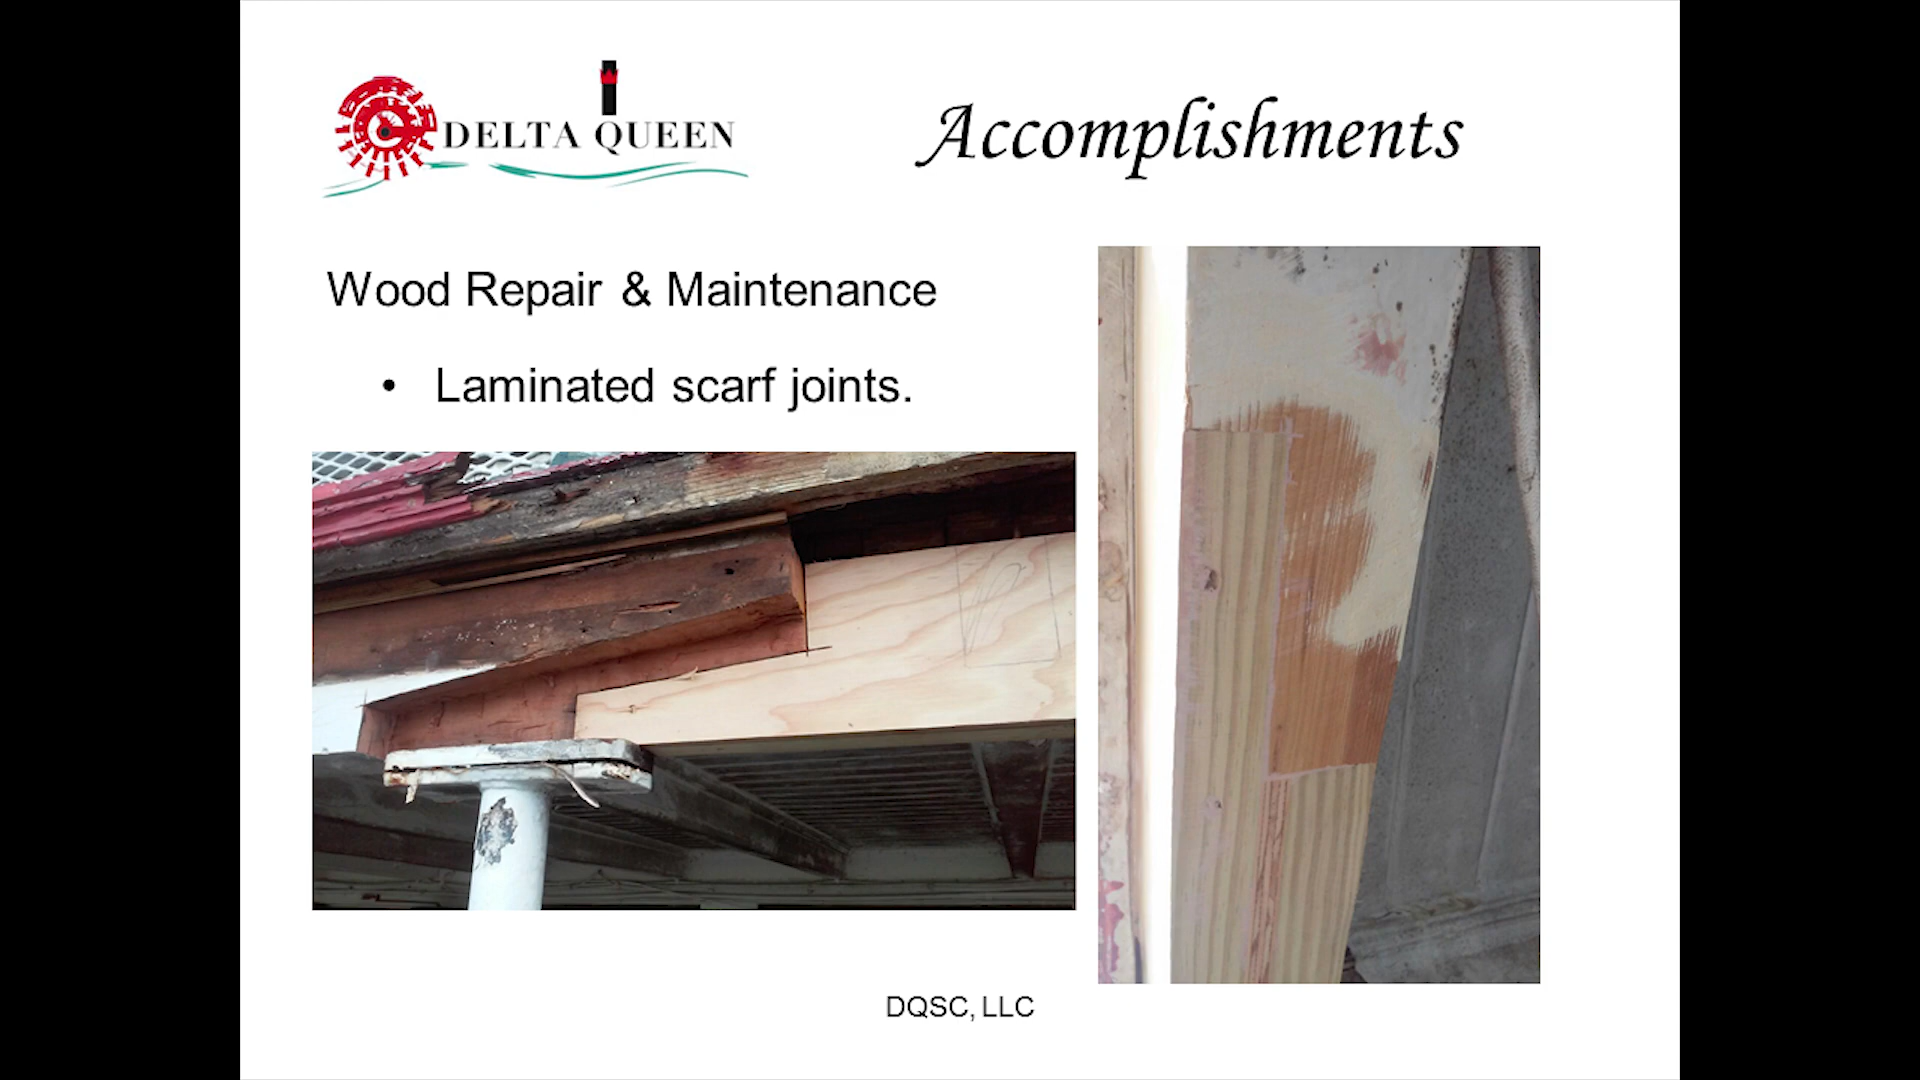 DELTA QUEEN
Accomplishments
Wood Repair & Maintenance
• Laminated scarf joints.
DQSC, LLC